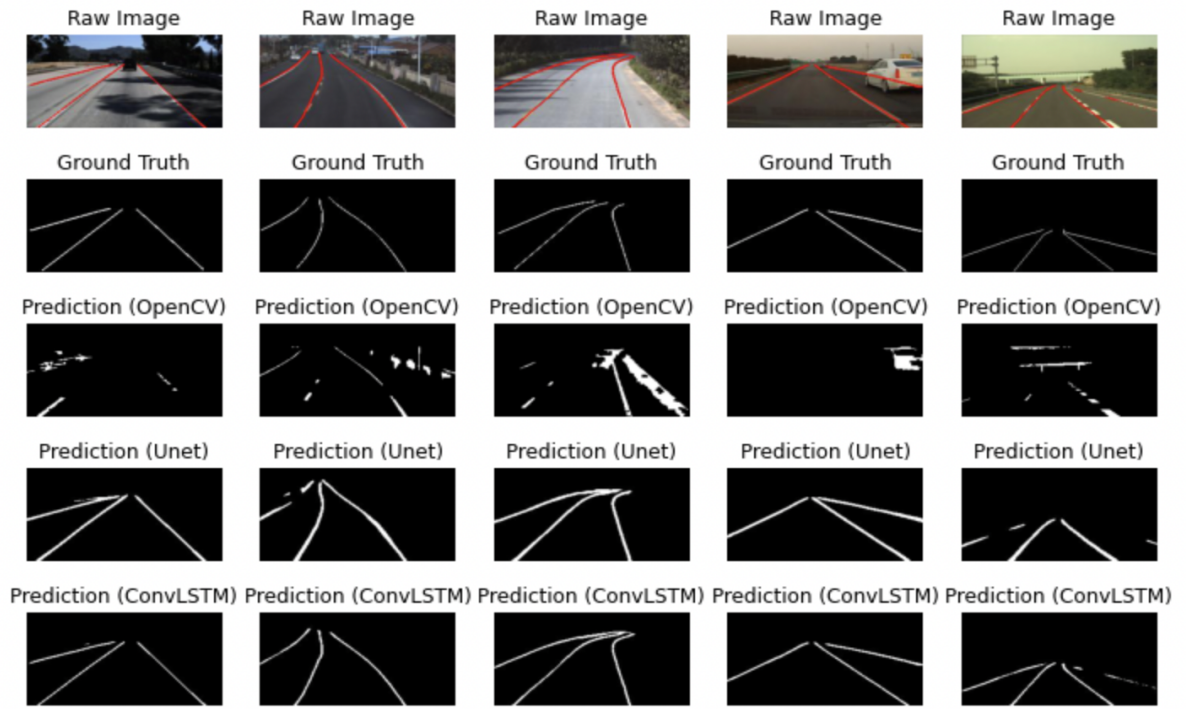 Raw Image Raw Image Raw Image Raw Image Raw Image
Ground Truth Ground Truth Ground Truth Ground Truth Ground Truth
Prediction (OpenCV) Prediction (OpenCV) Prediction (OpenCV) Prediction (OpenCV) Prediction (OpenCV)
Prediction (Unet) Prediction (Unet) Prediction (Unet) Prediction (Unet) Prediction (Unet)
Prediction (ConvLSTM) Prediction (ConvLSTM) Prediction (ConvLSTM) Prediction (ConvLSTM) Prediction (ConvLSTM)